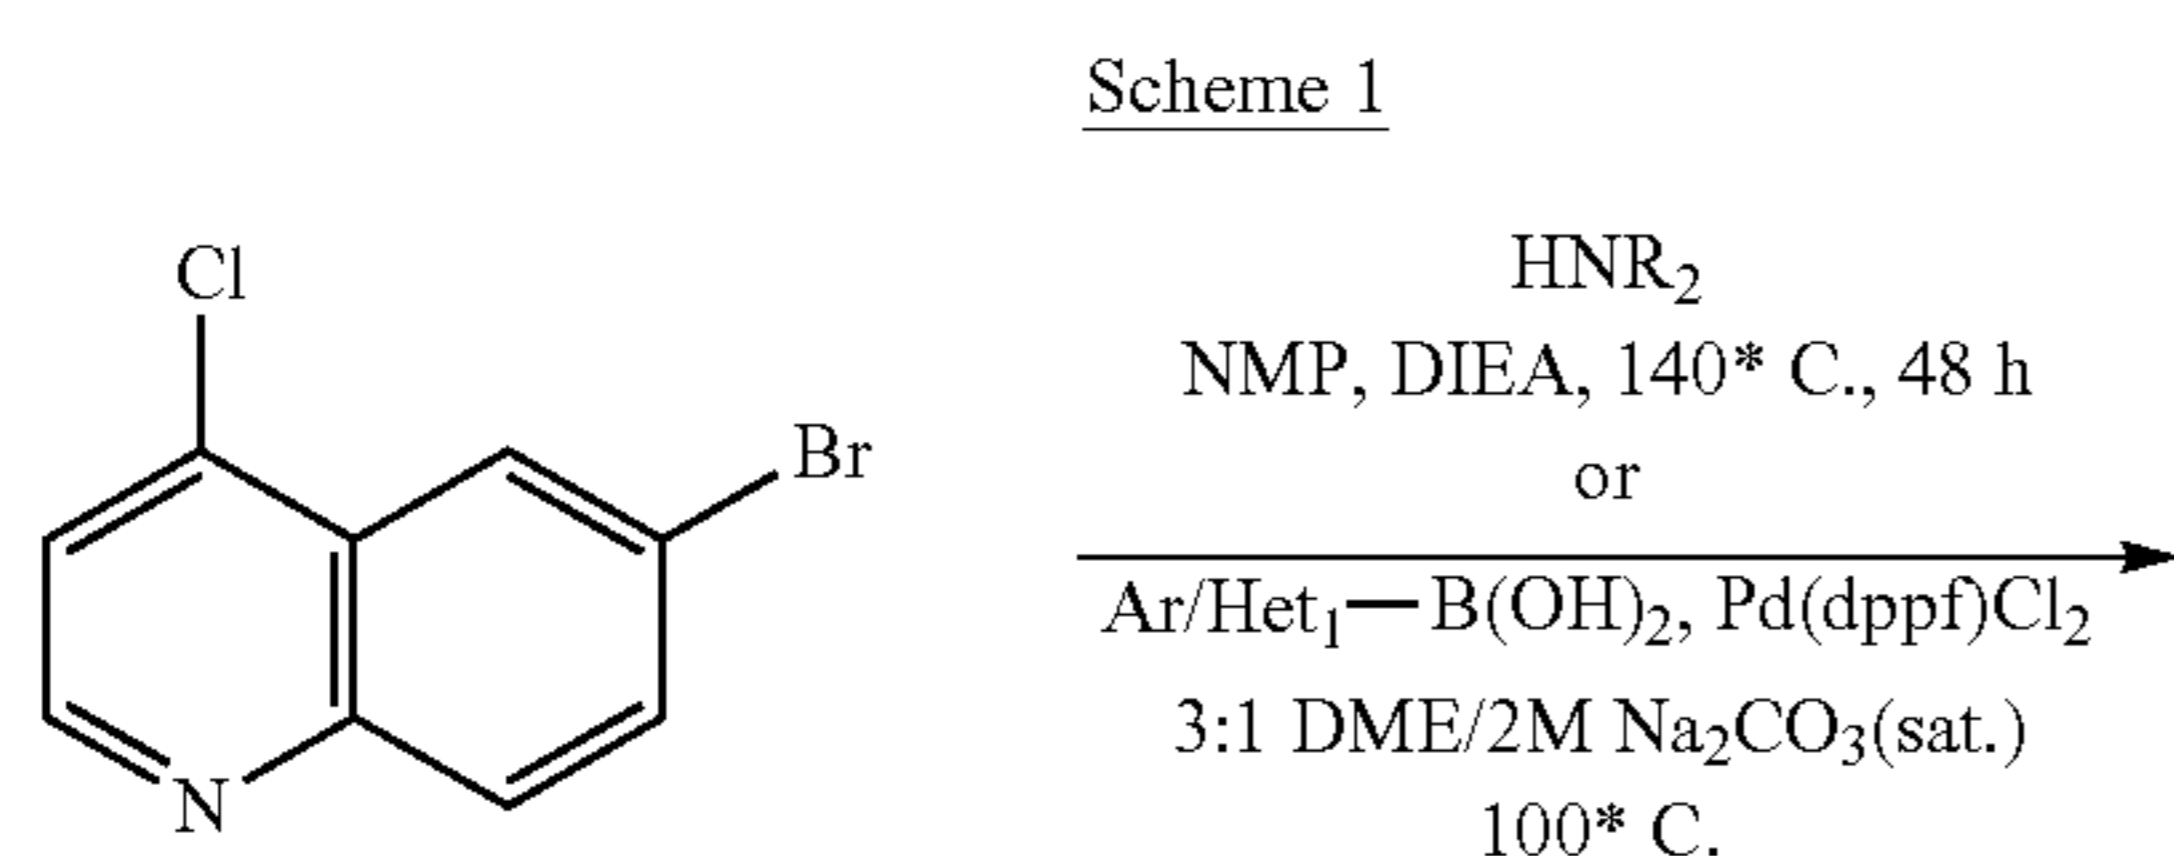 Scheme 1
HNR₂
Cl
NMP, DIEA, 140* C., 48 h
Br
or
Ar/Het₁—B(OH)₂, Pd(dppf)Cl₂
3:1 DME/2M Na₂CO₃(sat.)
N
100* C.